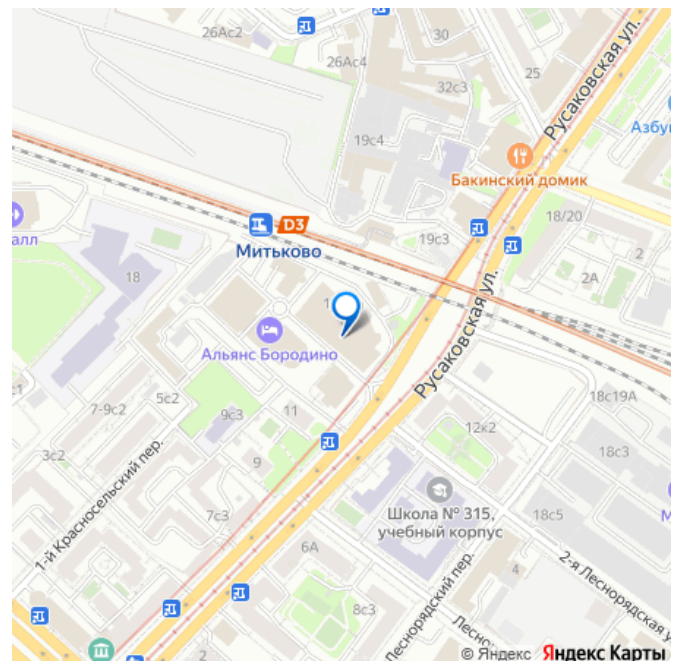 26Ас2
30
26Ас4
32с3
25
Русаковская ул.
19с4
Азбу
Бакинский домик
D3
Митьково
19с3
18/20
2
2А
алл
18
Альянс Бородино
Русаковская ул.
с1
5с2
7-9с2
9с3
11
18с19А
12к2
3с2
9
18с3
1-й Красносельский пер.
7с3
Школа № 315,
учебный корпус
18с5
М
6А
4
2-я Леснорядская у
8с3
Леснорядский пер.
Леснор
© Яндекс Яндекс Карты